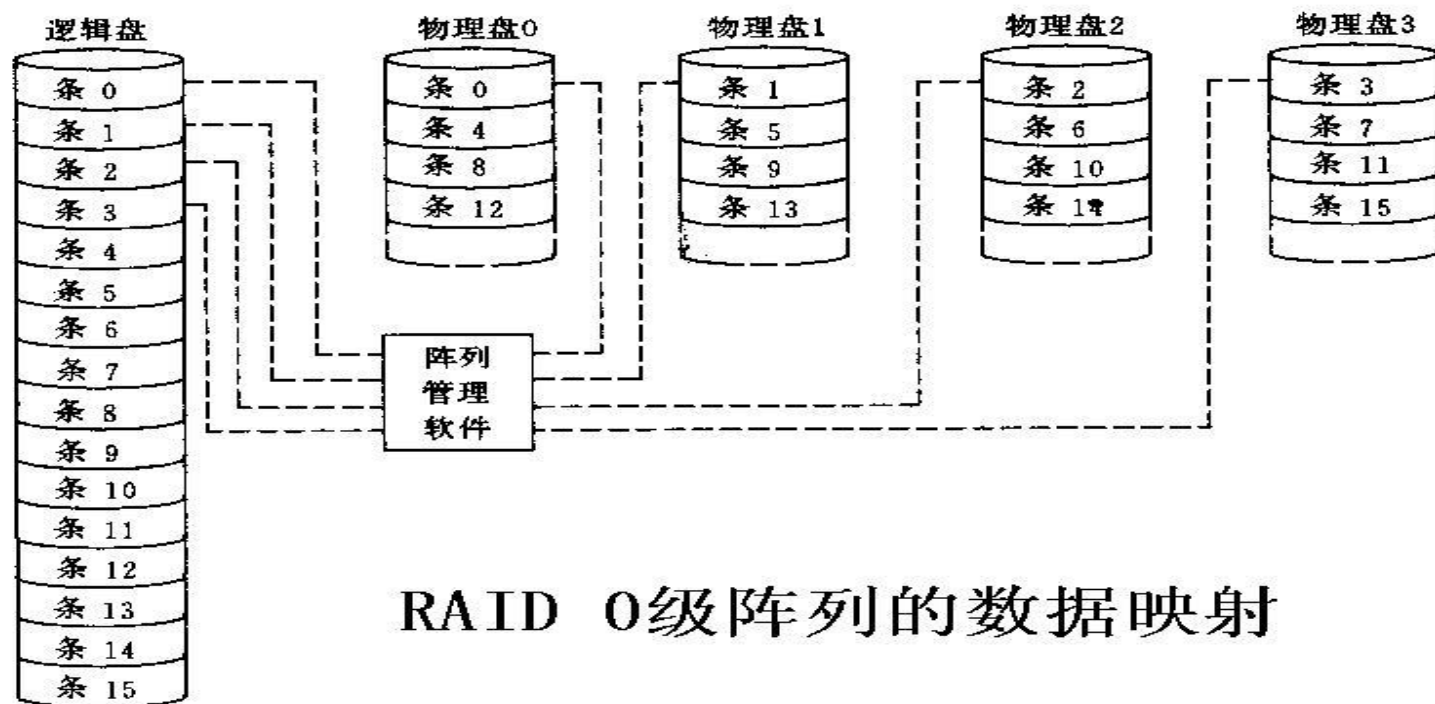 逻辑盘
条 0
条 1
条 2
条 3
条 4
条 5
条 6
条 7
条 8
条 9
条 10
条 11
条 12
条 13
条 14
条 15
物理盘0
条 0
条 4
条 8
条 12
物理盘1
条 1
条 5
条 9
条 13
物理盘2
条 2
条 6
条 10
条 14
物理盘3
条 3
条 7
条 11
条 15
阵列
管理
软件
RAID 0级阵列的数据映射